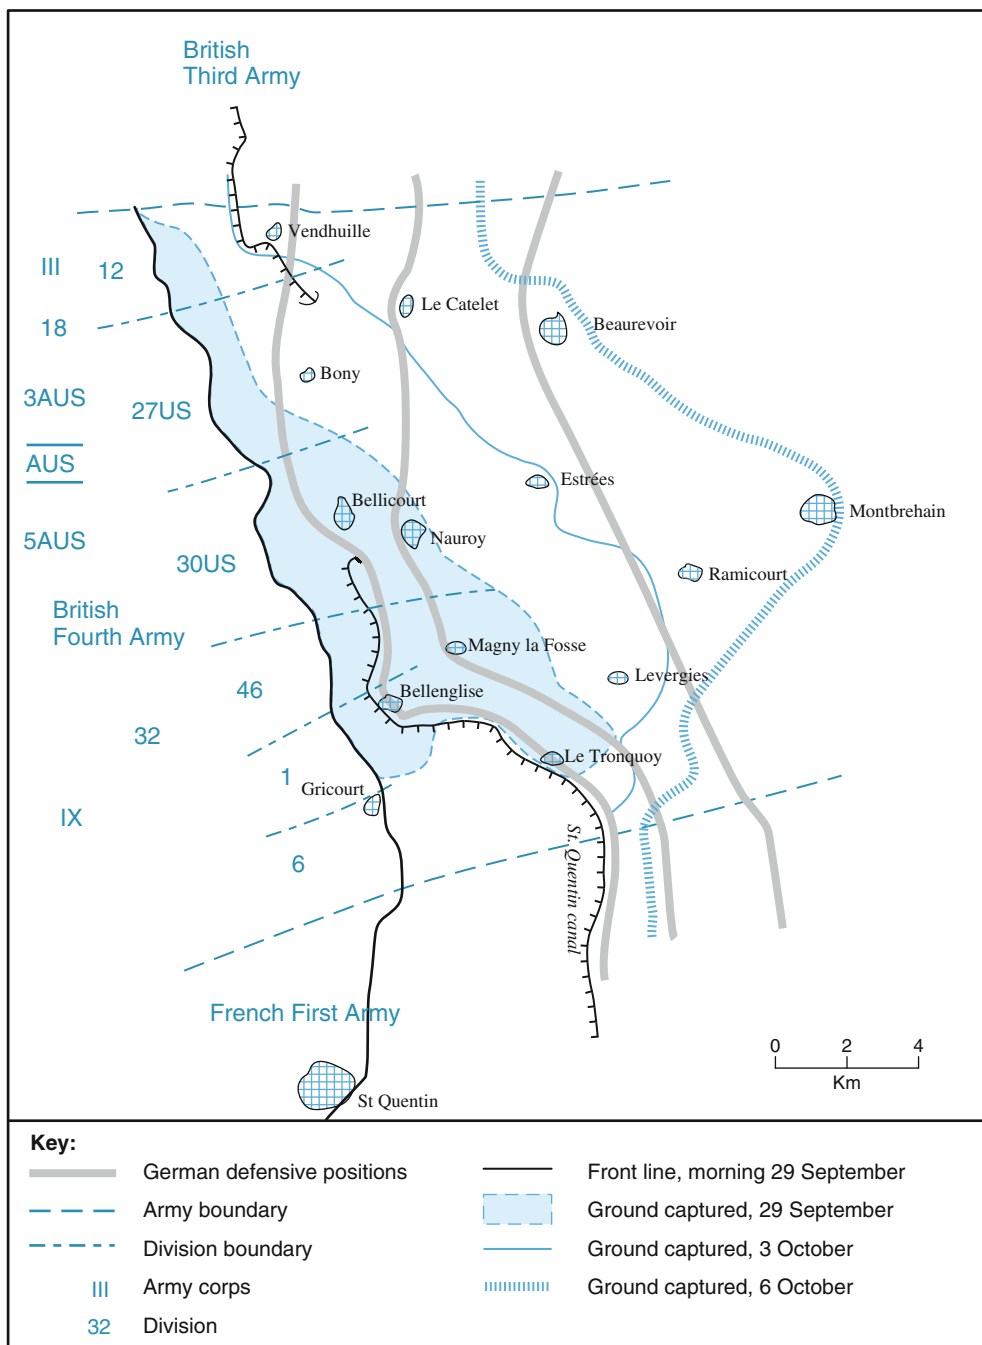 British
Third Army
Vendhuille
III
12
Le Catelet
18
Beaurevoir
Bony
3AUS
27US
AUS
Estrées
Bellicourt
Montbrehain
5AUS
Nauroy
30US
Ramicourt
British
Fourth Army
Magny la Fosse
Levergies
46
Bellenglise
32
Le Tronquoy
1
Gricourt
IX
6
St. Quentin canal
French First Army
0 2 4
Km
St Quentin
Key:
German defensive positions
Army boundary
Division boundary
III Army corps
32 Division
Front line, morning 29 September
Ground captured, 29 September
Ground captured, 3 October
Ground captured, 6 October